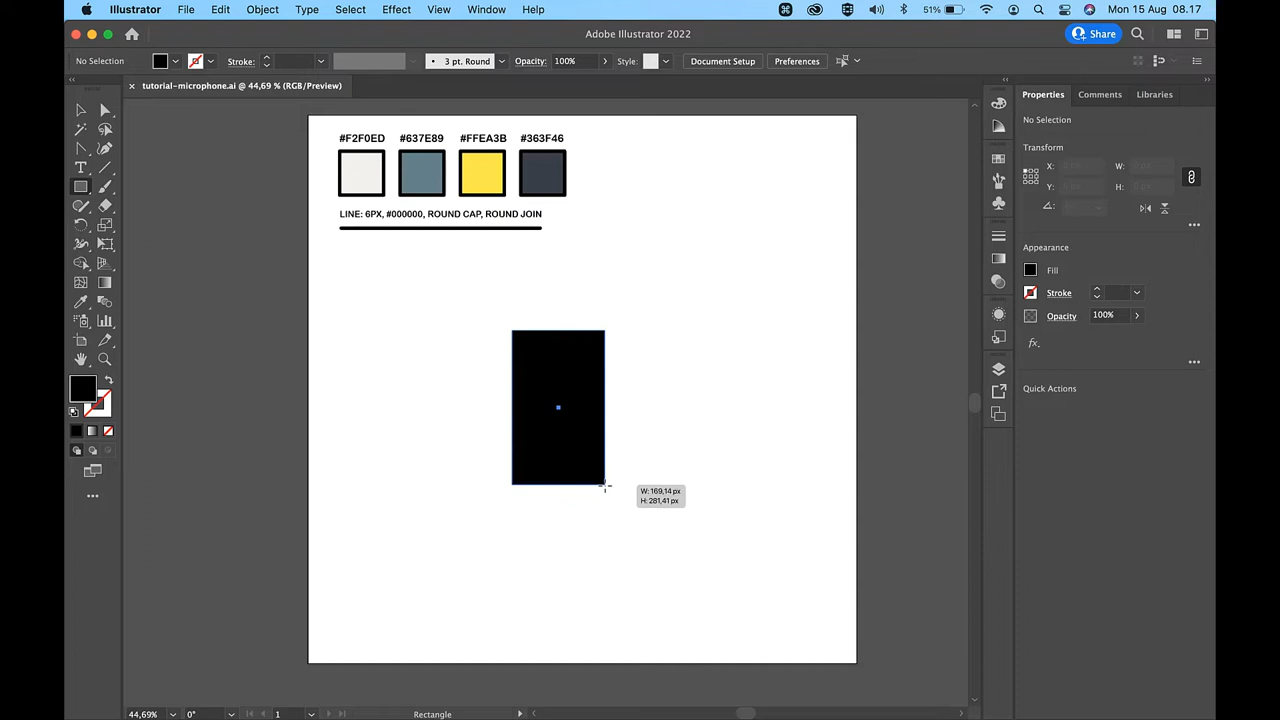 Illustrator File Edit Object Type Select Effect View Window Help 51% Mon 15 Aug 08.17
Adobe Illustrator 2022
Share
No Selection Stroke: 3 pt. Round Opacity: 100% Style: Document Setup Preferences
× tutorial-microphone.ai @ 44,69 % (RGB/Preview)
Properties Comments Libraries
No Selection
Transform
X: W:
Y: H:
Appearance
Fill
Stroke
Opacity 100%
fx.
Quick Actions
#F2F0ED #637E89 #FFEA3B #363F46
LINE: 6PX, #000000, ROUND CAP, ROUND JOIN
W: 169,14 px
H: 281,41 px
44,69% 0° 1 Rectangle